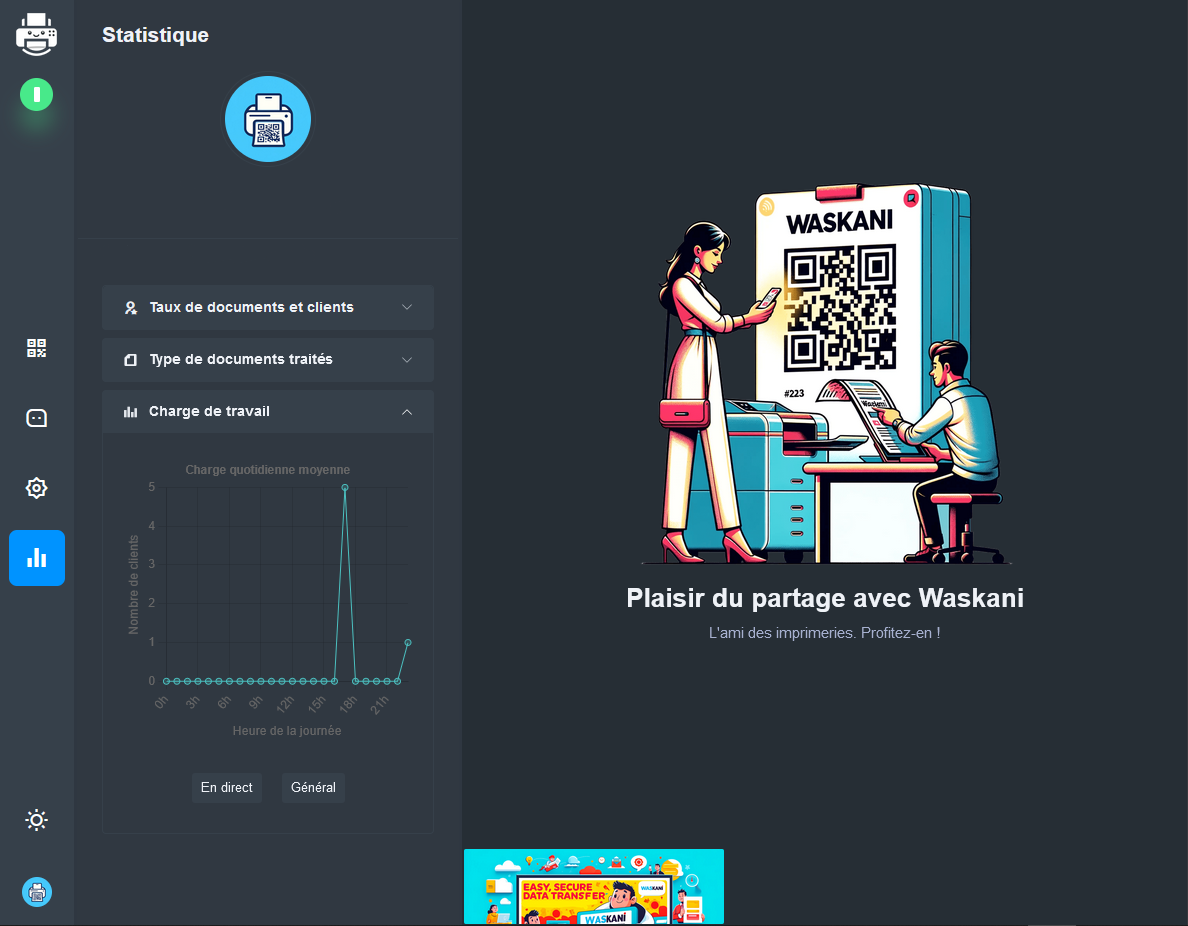 Statistique
Taux de documents et clients
Type de documents traités
Charge de travail
Charge quotidienne moyenne
5
4
3
2
1
0
Nombre de clients
0h
3h
6h
9h
12h
15h
18h
21h
Heure de la journée
En direct
Général
WASKANI
#223
Plaisir du partage avec Waskani
L'ami des imprimeries. Profitez-en !
EASY, SECURE
DATA TRANSFER
WASKANI
WASKANI